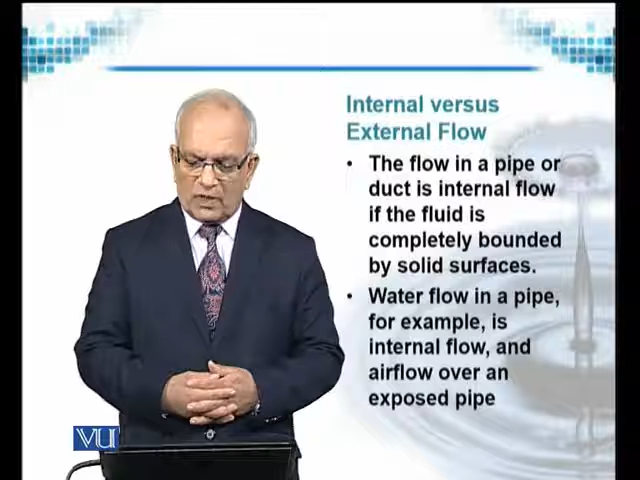 Internal versus
External Flow
• The flow in a pipe or
duct is internal flow
if the fluid is
completely bounded
by solid surfaces.
• Water flow in a pipe,
for example, is
internal flow, and
airflow over an
exposed pipe
VU